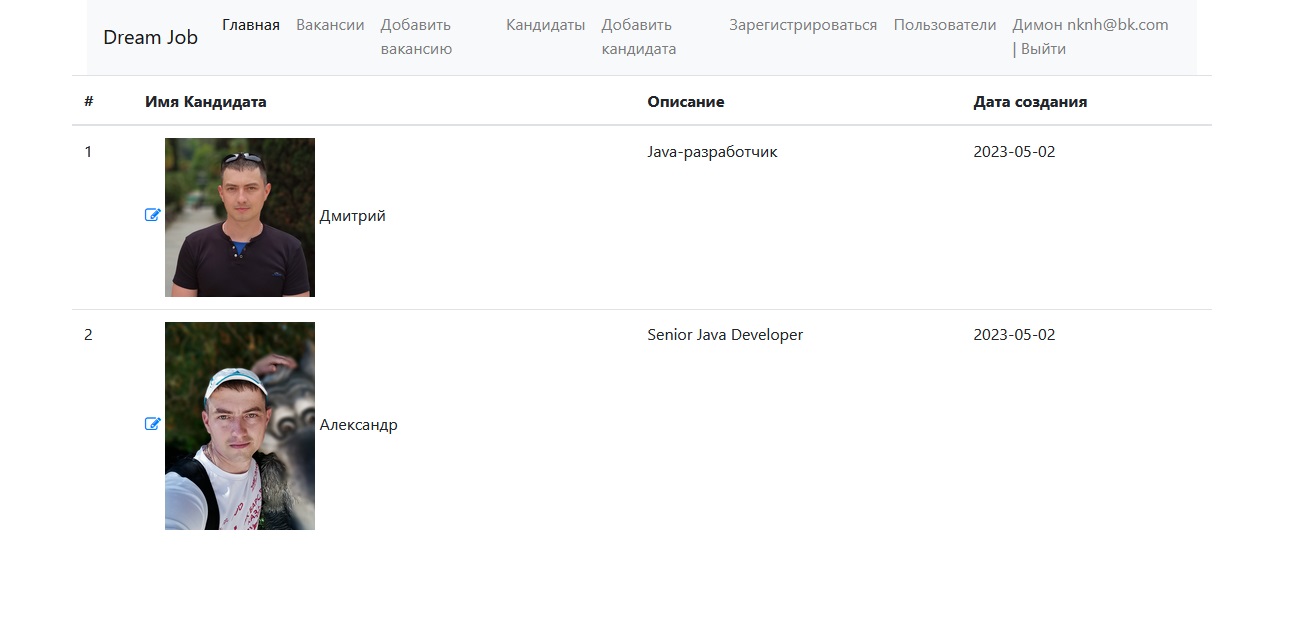 Dream Job
Главная
Вакансии
Добавить
вакансию
Кандидаты
Добавить
кандидата
Зарегистрироваться
Пользователи
Димон nknh@bk.com
| Выйти
# Имя Кандидата Описание Дата создания
1 Java-разработчик 2023-05-02
Дмитрий
2 Senior Java Developer 2023-05-02
Александр